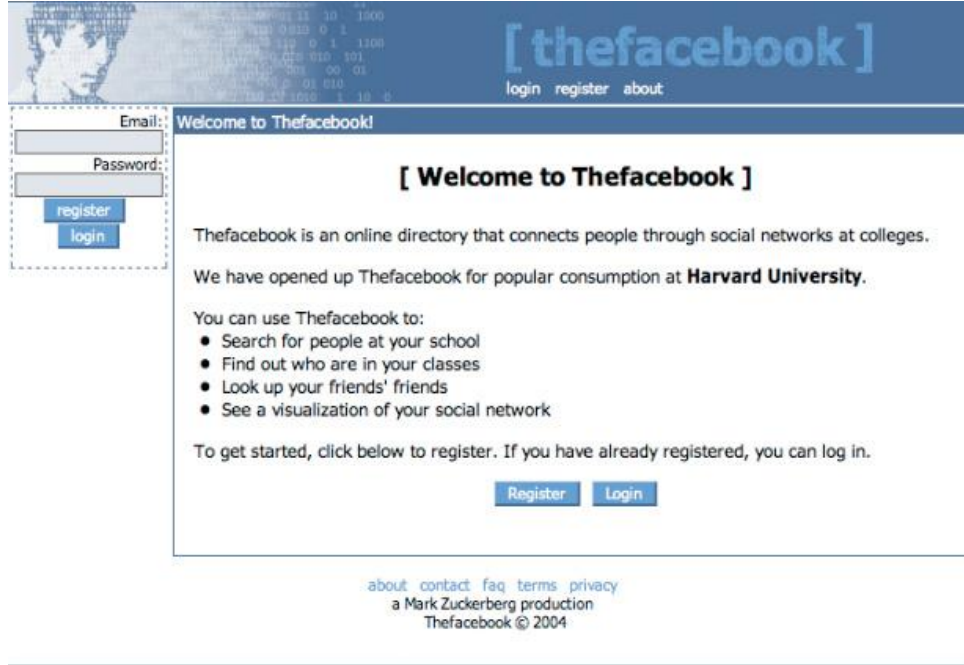 [ thefacebook ]
login register about
Email:
Password:
register
login
Welcome to Thefacebook!
[ Welcome to Thefacebook ]
Thefacebook is an online directory that connects people through social networks at colleges.
We have opened up Thefacebook for popular consumption at Harvard University.
You can use Thefacebook to:
• Search for people at your school
• Find out who are in your classes
• Look up your friends' friends
• See a visualization of your social network
To get started, click below to register. If you have already registered, you can log in.
Register Login
about contact faq terms privacy
a Mark Zuckerberg production
Thefacebook © 2004